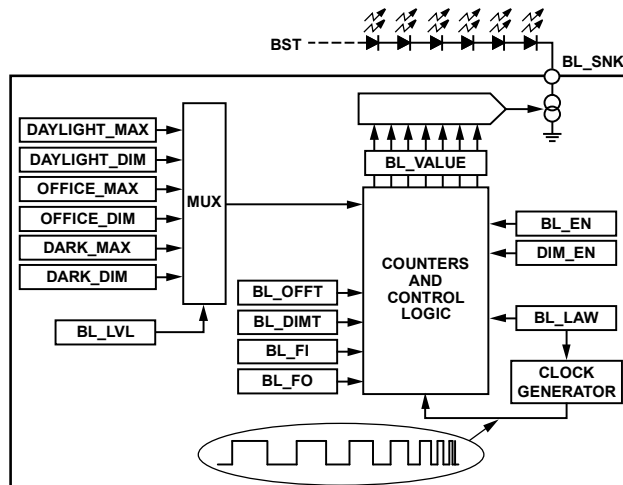 BST
BL_SNK
DAYLIGHT_MAX
DAYLIGHT_DIM
OFFICE_MAX
OFFICE_DIM
DARK_MAX
DARK_DIM
MUX
BL_LVL
BL_VALUE
COUNTERS
AND
CONTROL
LOGIC
BL_OFFT
BL_DIMT
BL_FI
BL_FO
BL_EN
DIM_EN
BL_LAW
CLOCK
GENERATOR